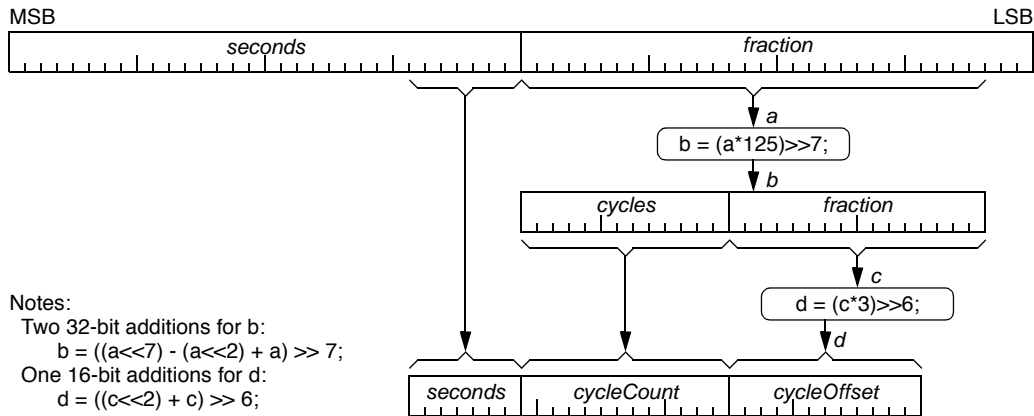 MSB LSB
seconds fraction
a
b = (a*125)>>7;
b
cycles fraction
c
d = (c*3)>>6;
d
Notes:
Two 32-bit additions for b:
b = ((a<<7) - (a<<2) + a) >> 7;
One 16-bit additions for d:
d = ((c<<2) + c) >> 6;
seconds cycleCount cycleOffset